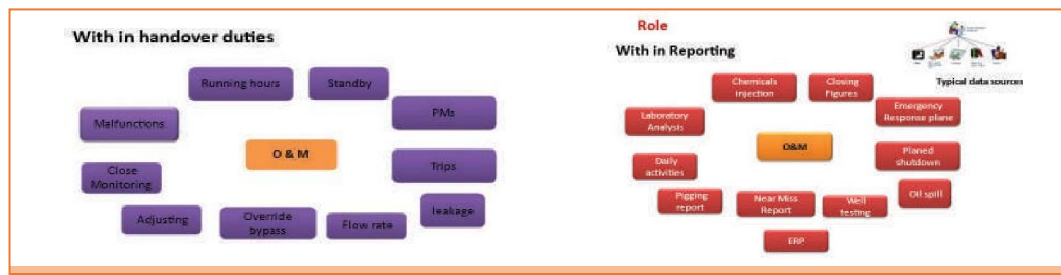 With in handover duties
Running hours
Standby
PMs
Malfunctions
O & M
Trips
Close
Monitoring
leakage
Adjusting
Override
bypass
Flow rate
Role
With in Reporting
Typical data sources
Chemicals
injection
Closing
Figures
Emergency
Response plane
Laboratory
Analysis
O&M
Planed
shutdown
Daily
activities
Oil spill
Pigging
report
Near Miss
Report
Well
testing
ERP